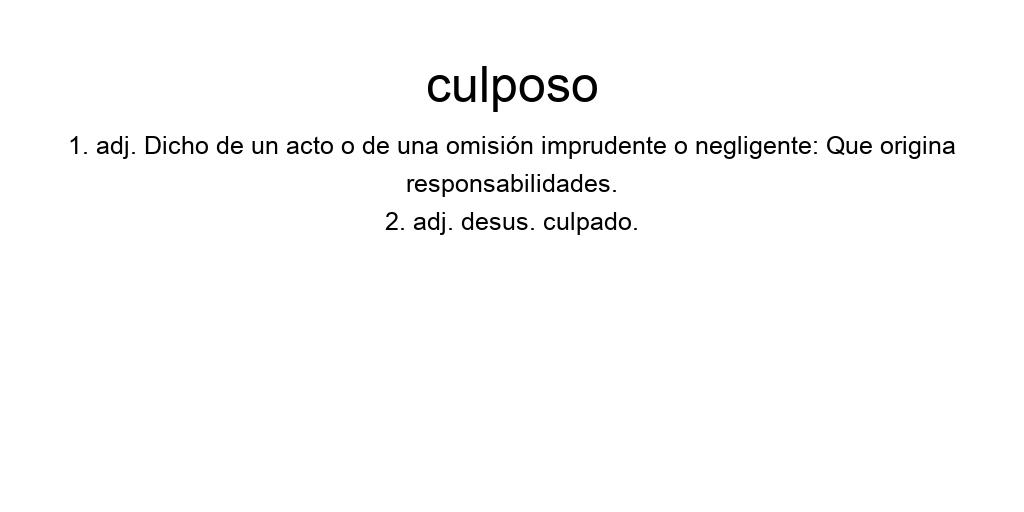 culposo
1. adj. Dicho de un acto o de una omisión imprudente o negligente: Que origina
responsabilidades.
2. adj. desus. culpado.